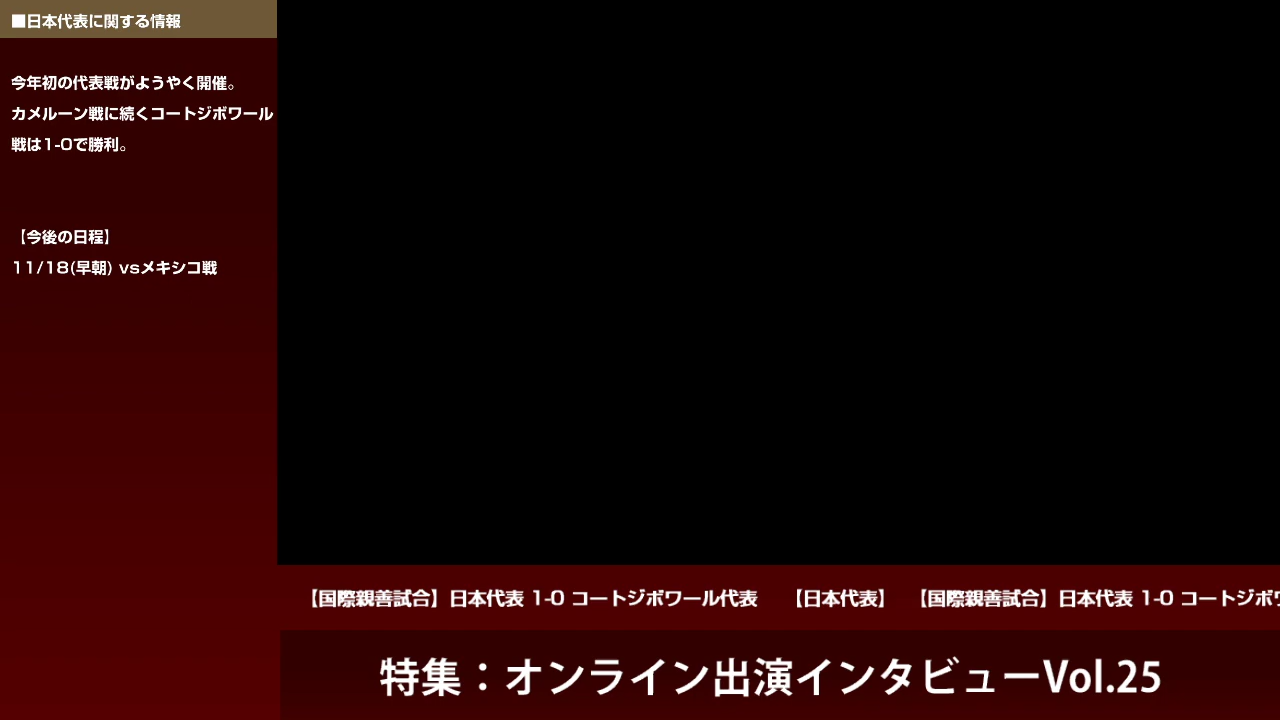 ■日本代表に関する情報
今年初の代表戦がようやく開催。
カメルーン戦に続くコートジボワール
戦は1-0で勝利。
【今後の日程】
11/18(早朝) vsメキシコ戦
【国際親善試合】日本代表 1-0 コートジボワール代表　【日本代表】　【国際親善試合】日本代表 1-0 コートジボ
特集：オンライン出演インタビューVol.25